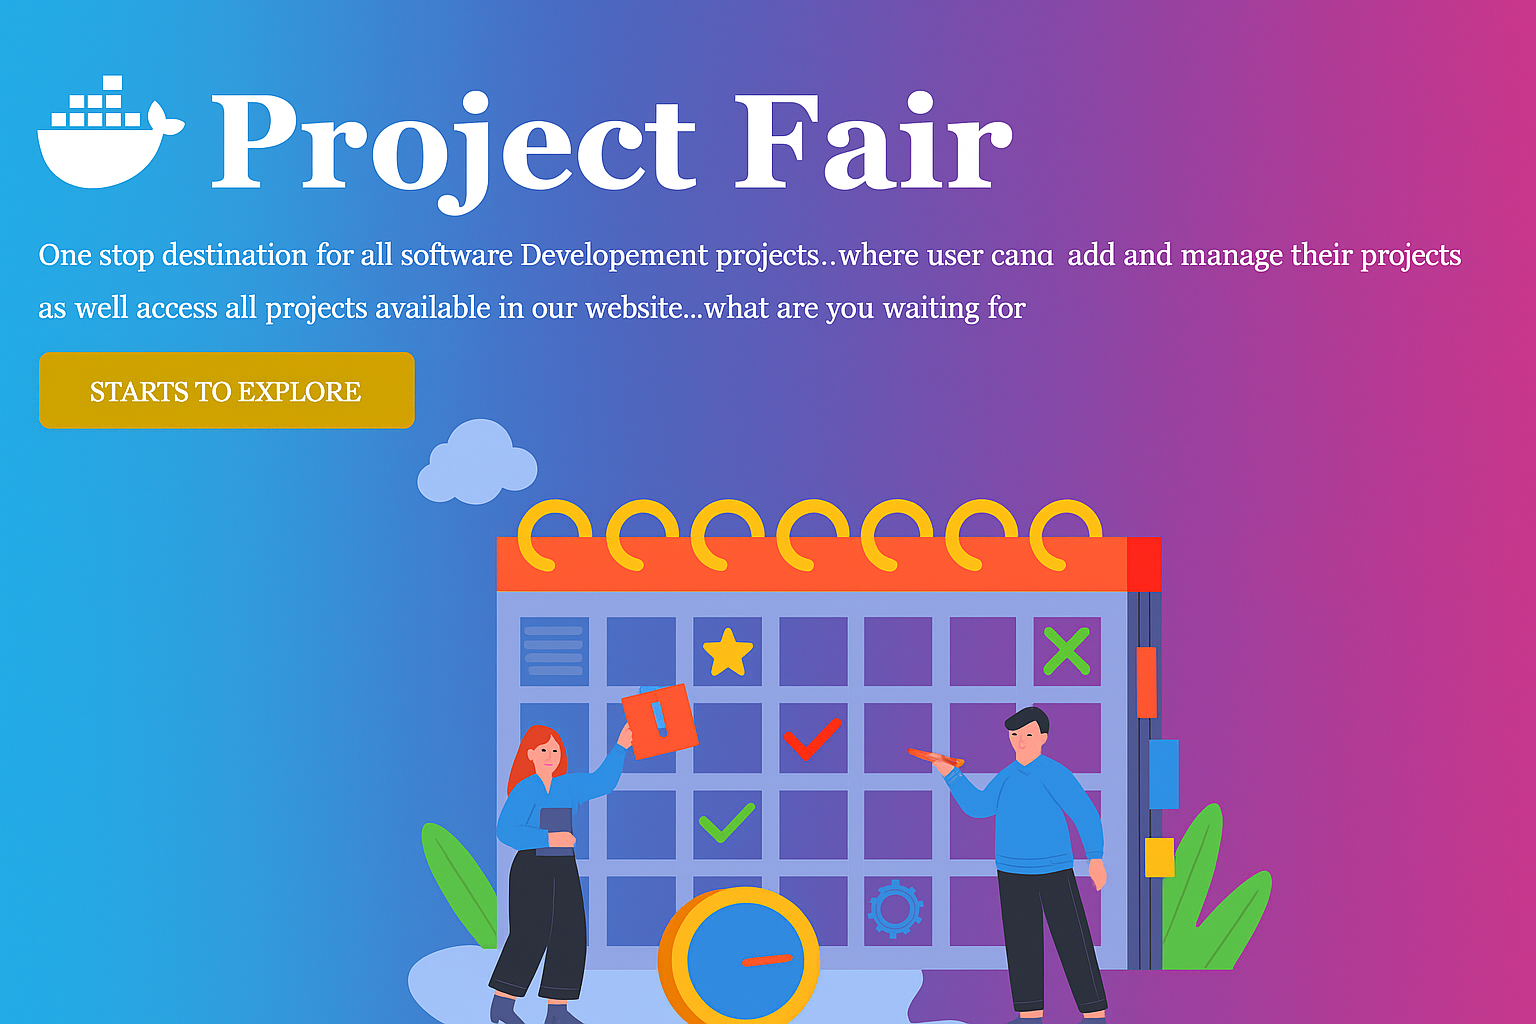 Project Fair
One stop destination for all software Developement projects..where user cana add and manage their projects
as well access all projects available in our website...what are you waiting for
STARTS TO EXPLORE